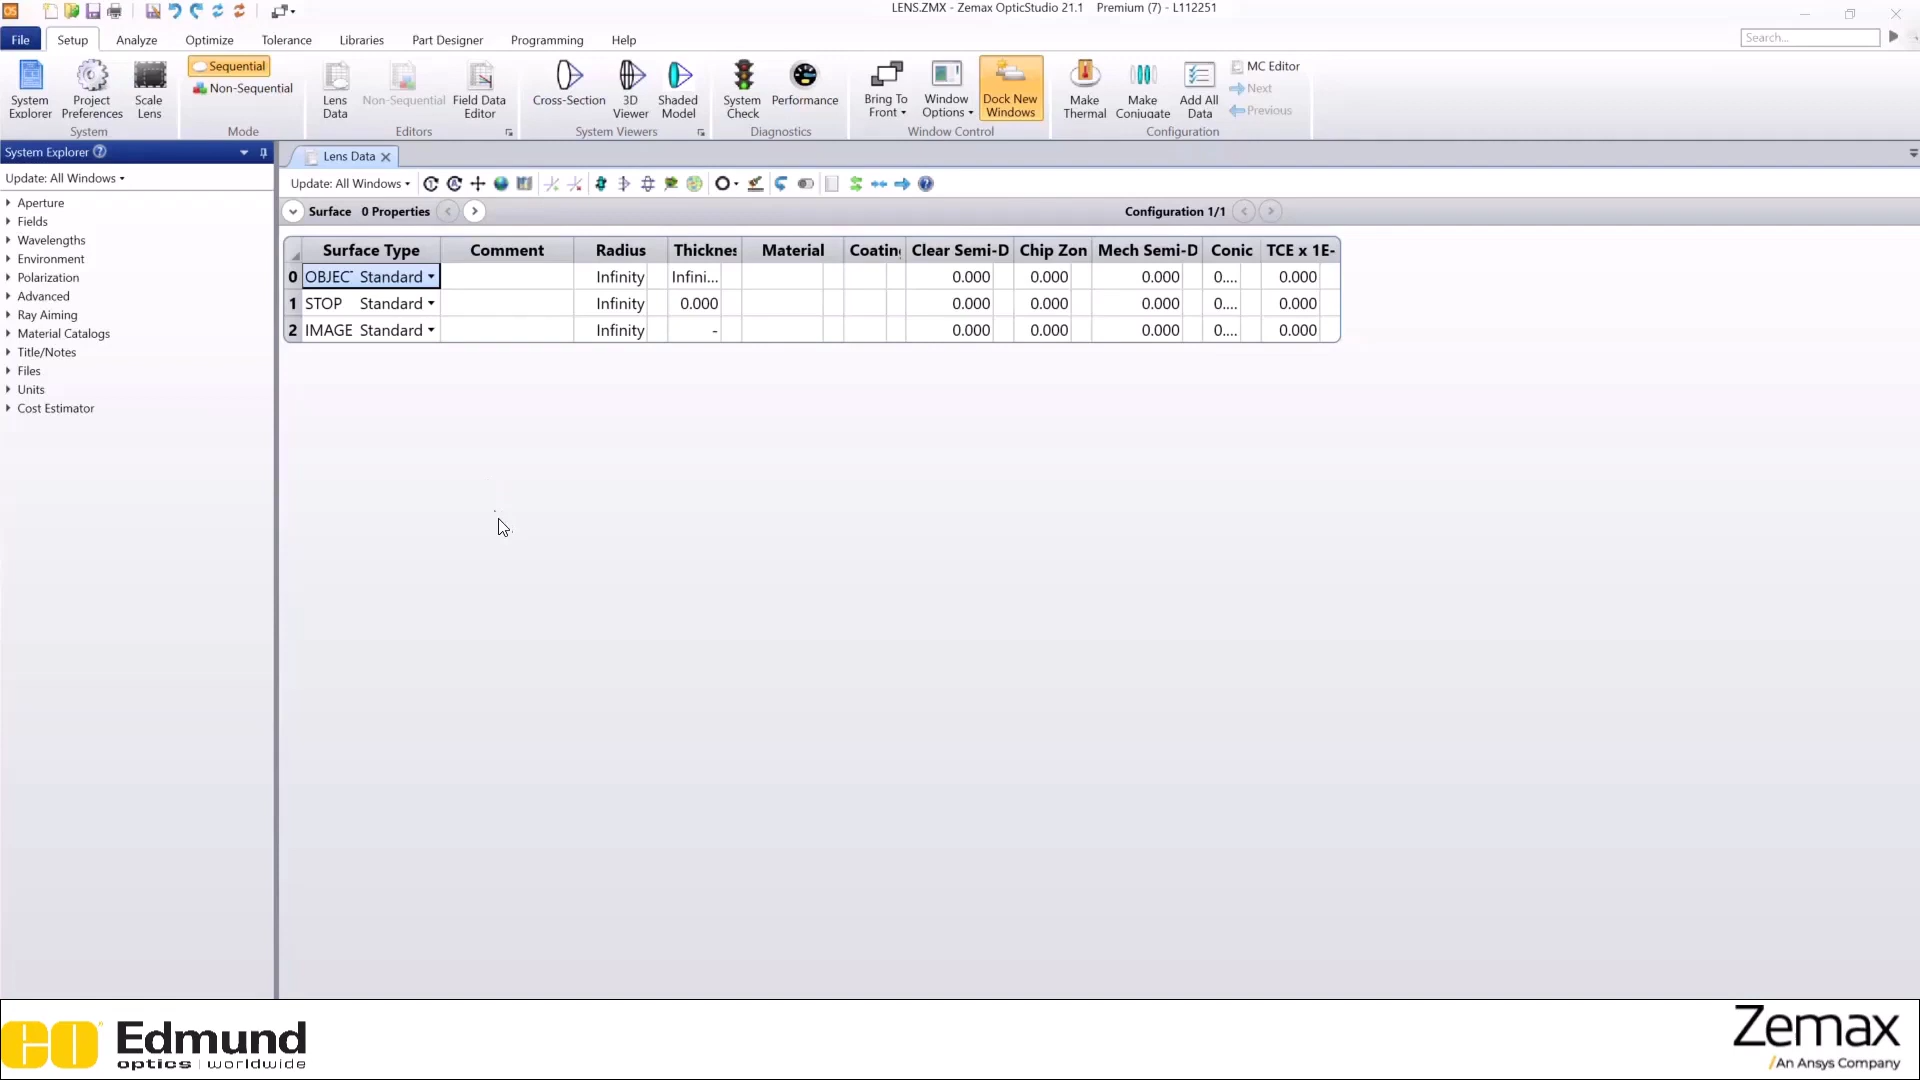 LENS.ZMX - Zemax OpticStudio 21.1    Premium (7) - L112251
File Setup Analyze Optimize Tolerance Libraries Part Designer Programming Help Search...
Sequential
Non-Sequential
System Explorer
Project Preferences
Scale Lens
Lens Data
Non-Sequential
Field Data Editor
Cross-Section
3D Viewer
Shaded Model
System Check
Performance
Bring To Front
Window Options
Dock New Windows
Make Thermal
Make Conjugate
Add All Data
MC Editor
Next
Previous
System Mode Editors System Viewers Diagnostics Window Control Configuration
System Explorer
Update: All Windows
Aperture
Fields
Wavelengths
Environment
Polarization
Advanced
Ray Aiming
Material Catalogs
Title/Notes
Files
Units
Cost Estimator
Lens Data
Update: All Windows
Surface 0 Properties Configuration 1/1
Surface Type Comment Radius Thicknes Material Coatin Clear Semi-D Chip Zon Mech Semi-D Conic TCE x 1E-
0 OBJEC Standard Infinity Infini... 0.000 0.000 0.000 0.... 0.000
1 STOP Standard Infinity 0.000 0.000 0.000 0.000 0.... 0.000
2 IMAGE Standard Infinity - 0.000 0.000 0.000 0.... 0.000
EO Edmund
optics | worldwide
Zemax
An Ansys Company